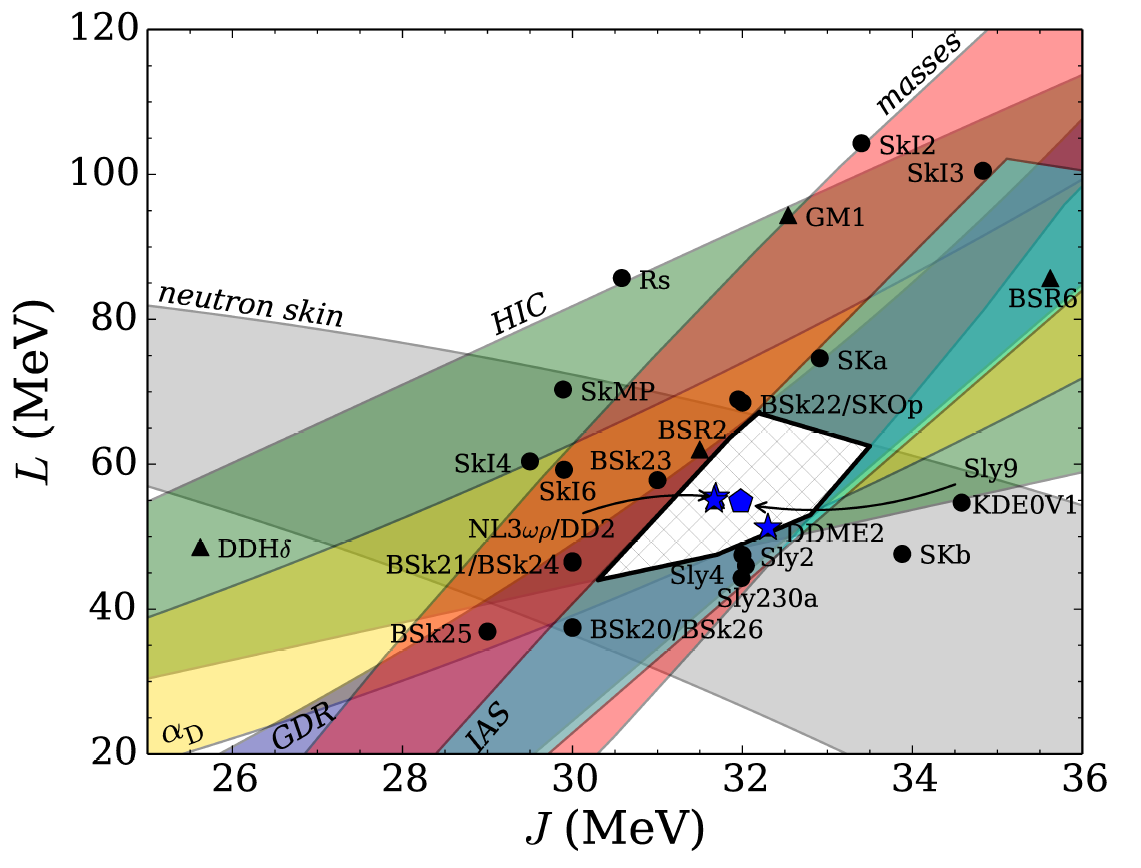 120
100
80
60
40
20
L (MeV)
masses
SkI2
SkI3
GM1
BSR6
Rs
HIC
neutron skin
SKa
SkMP
BSk22/SKOp
BSR2
SkI4
BSk23
Sly9
SkI6
KDE0V1
NL3ωρ/DD2
DDME2
DDHδ
BSk21/BSk24
Sly2
SKb
Sly4
Sly230a
BSk25
BSk20/BSk26
αD
GDR
IAS
26 28 30 32 34 36
J (MeV)